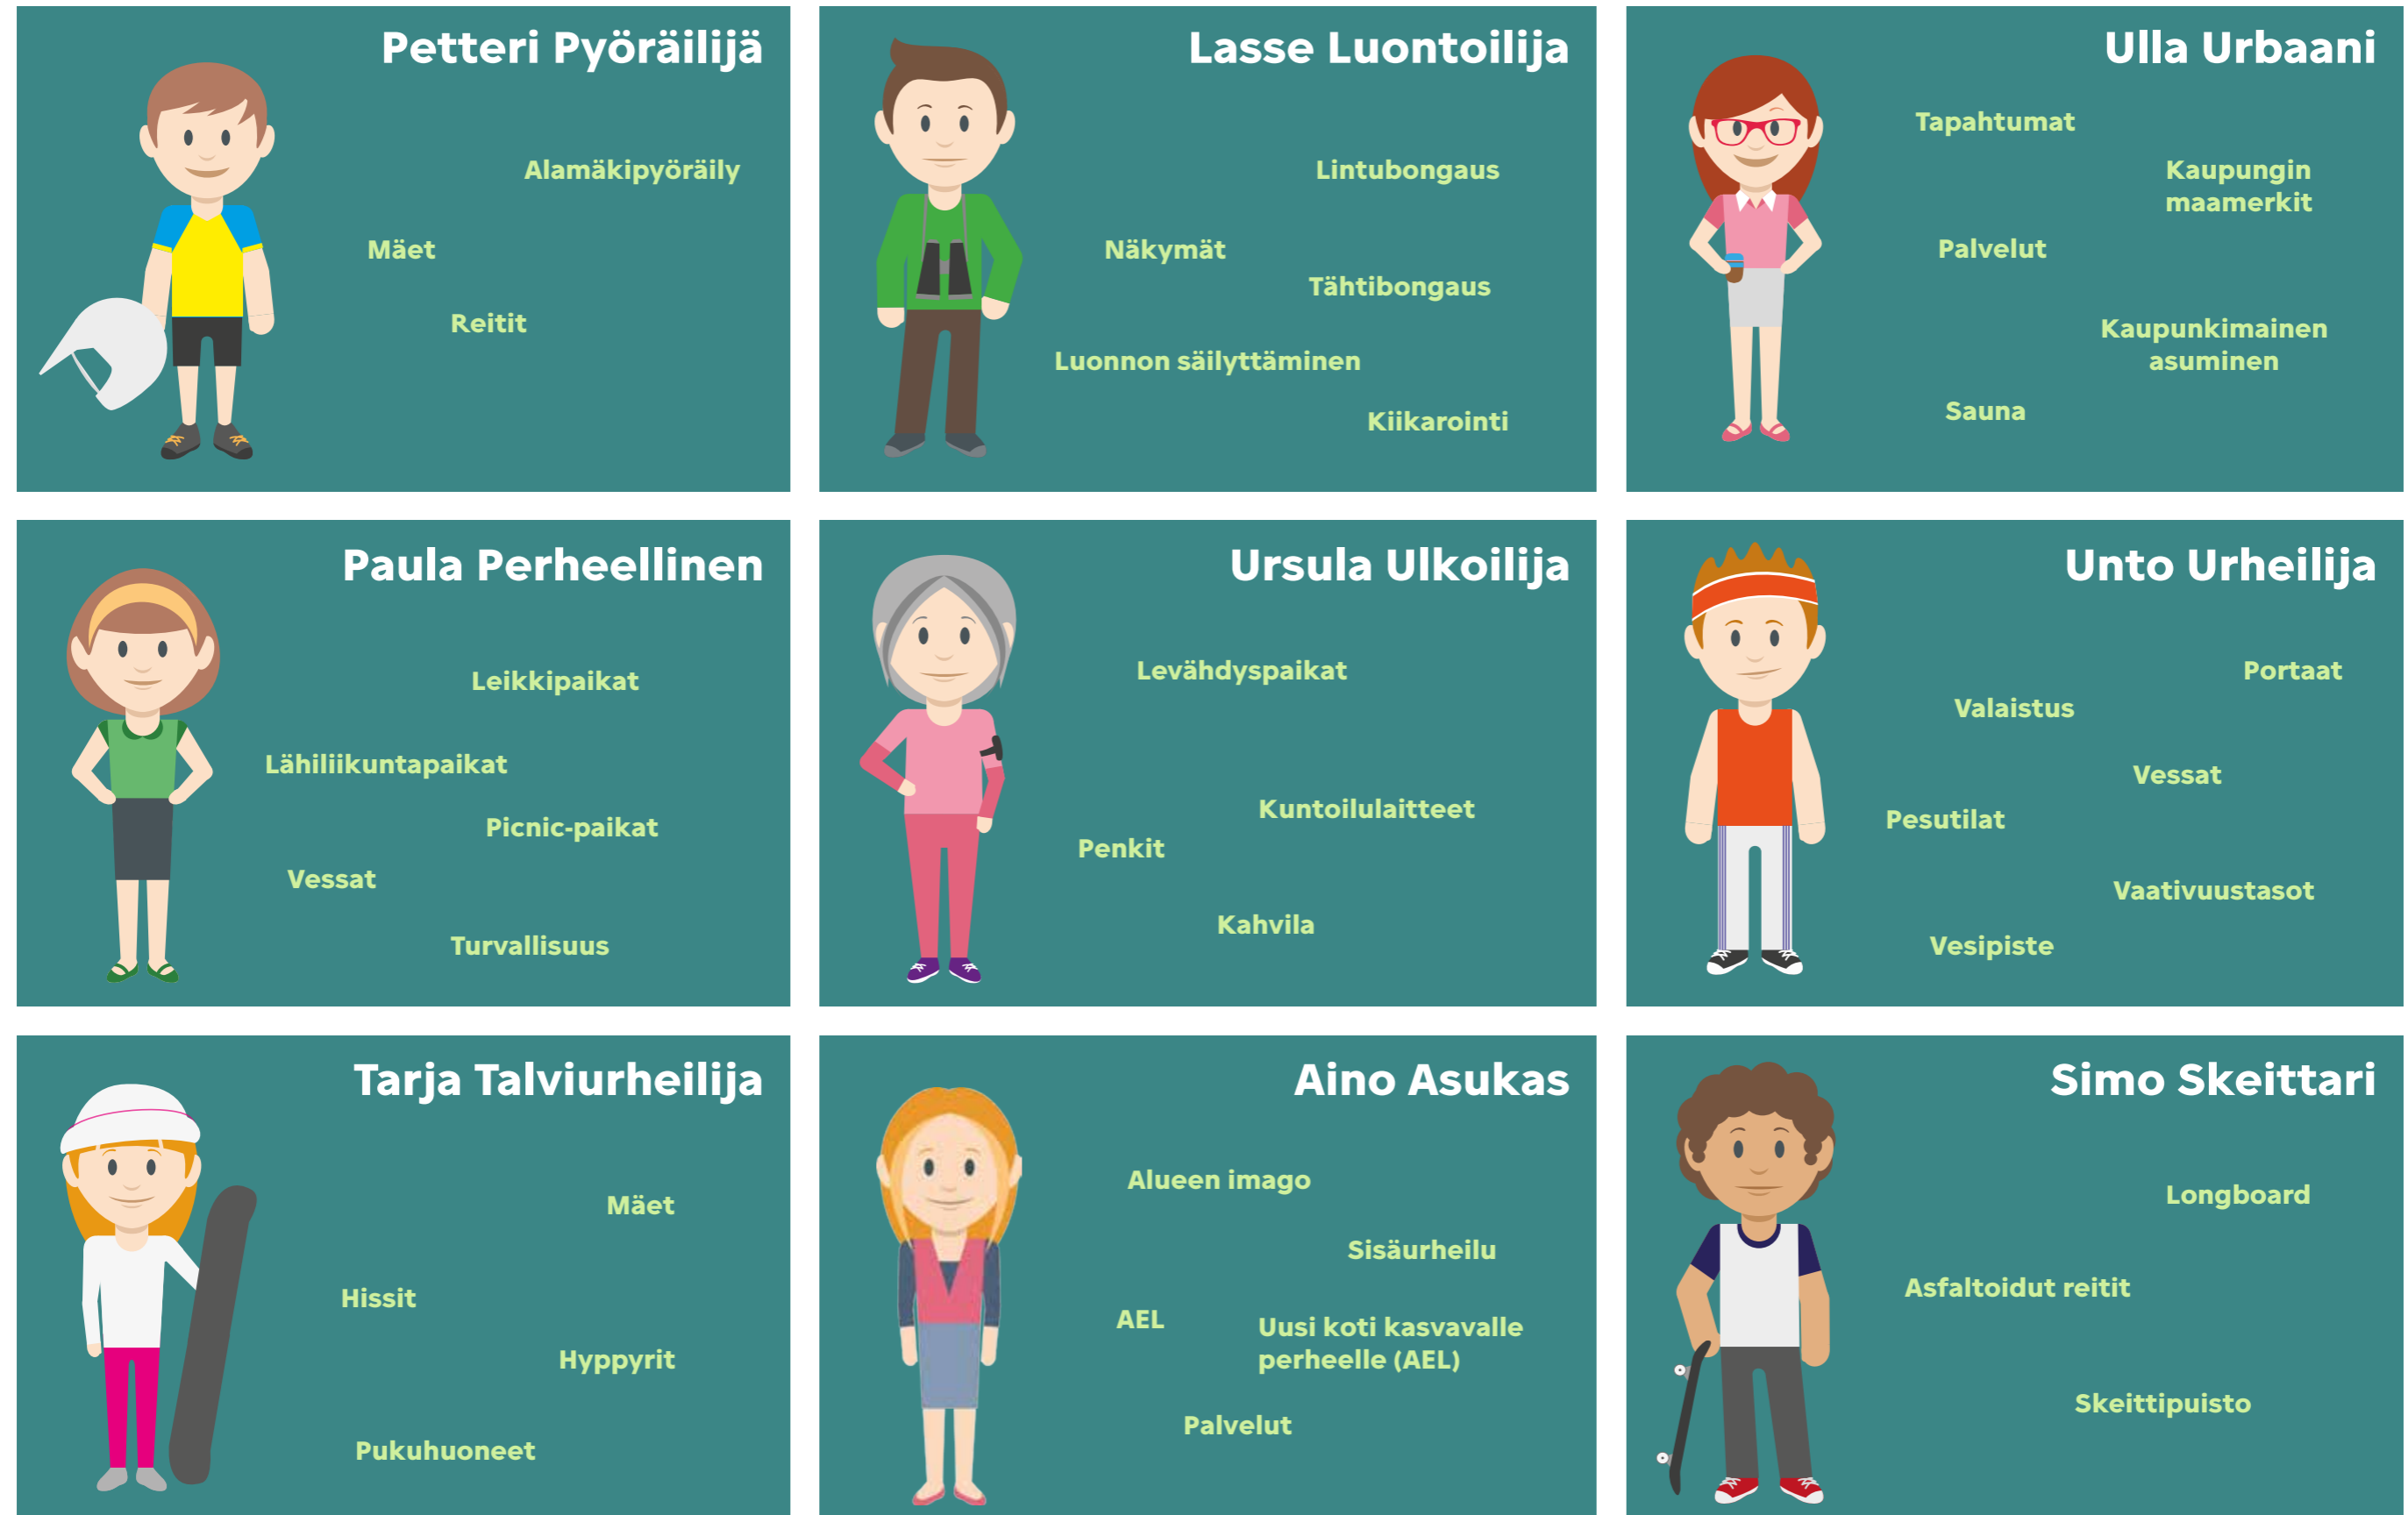 Petteri Pyöräilijä
Alamäkipyöräily
Mäet
Reitit
Lasse Luontoilija
Lintubongaus
Näkymät
Tähtibongaus
Luonnon säilyttäminen
Kiikarointi
Ulla Urbaani
Tapahtumat
Kaupungin
maamerkit
Palvelut
Kaupunkimainen
asuminen
Sauna
Paula Perheellinen
Leikkipaikat
Lähiliikuntapaikat
Picnic-paikat
Vessat
Turvallisuus
Ursula Ulkoilija
Levähdyspaikat
Kuntoilulaitteet
Penkit
Kahvila
Unto Urheilija
Portaat
Valaistus
Vessat
Pesutilat
Vaativuustasot
Vesipiste
Tarja Talviurheilija
Mäet
Hissit
Hyppyrit
Pukuhuoneet
Aino Asukas
Alueen imago
Sisäurheilu
AEL
Uusi koti kasvavalle
perheelle (AEL)
Palvelut
Simo Skeittari
Longboard
Asfaltoidut reitit
Skeittipuisto